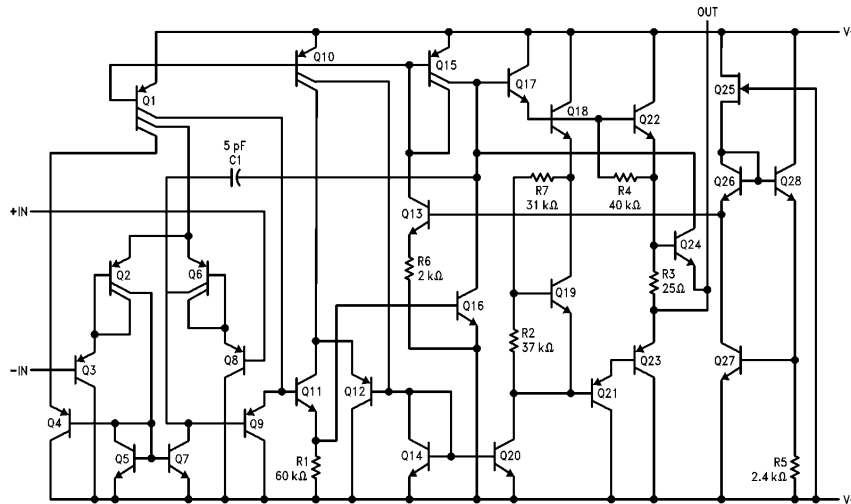 OUT
V+
Q10
Q15
Q17
Q18
Q22
Q25
Q1
5 pF
C1
R7
31 kΩ
R4
40 kΩ
Q26
Q28
+IN
Q13
Q24
Q2
Q6
R6
2 kΩ
R3
25Ω
Q16
Q19
R2
37 kΩ
-IN
Q3
Q8
Q11
Q12
Q21
Q23
Q27
Q4
Q5
Q7
Q9
R1
60 kΩ
Q14
Q20
R5
2.4 kΩ
V-